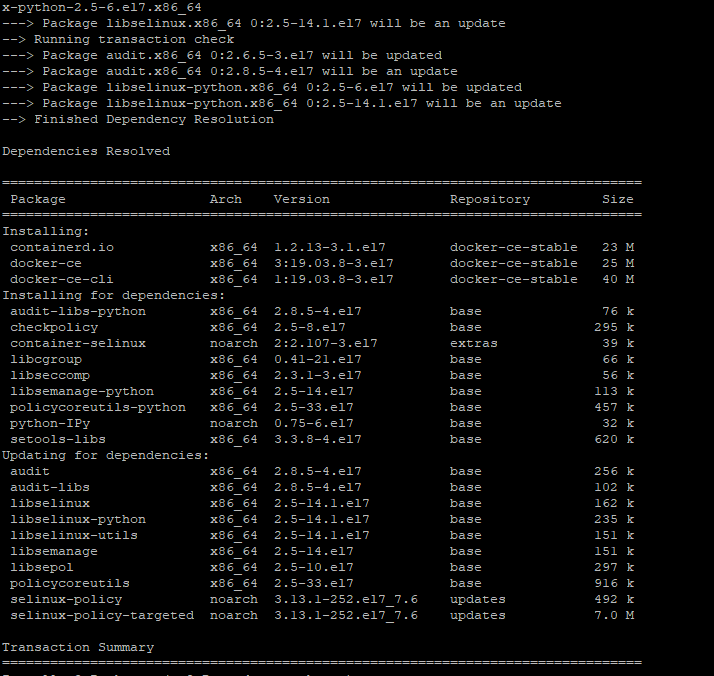 x-python-2.5-6.el7.x86_64
---> Package libselinux.x86_64 0:2.5-14.1.el7 will be an update
--> Running transaction check
---> Package audit.x86_64 0:2.6.5-3.el7 will be updated
---> Package audit.x86_64 0:2.8.5-4.el7 will be an update
---> Package libselinux-python.x86_64 0:2.5-6.el7 will be updated
---> Package libselinux-python.x86_64 0:2.5-14.1.el7 will be an update
--> Finished Dependency Resolution
Dependencies Resolved
================================================================================
Package Arch Version Repository Size
================================================================================
Installing:
containerd.io x86_64 1.2.13-3.1.el7 docker-ce-stable 23 M
docker-ce x86_64 3:19.03.8-3.el7 docker-ce-stable 25 M
docker-ce-cli x86_64 1:19.03.8-3.el7 docker-ce-stable 40 M
Installing for dependencies:
audit-libs-python x86_64 2.8.5-4.el7 base 76 k
checkpolicy x86_64 2.5-8.el7 base 295 k
container-selinux noarch 2:2.107-3.el7 extras 39 k
libcgroup x86_64 0.41-21.el7 base 66 k
libseccomp x86_64 2.3.1-3.el7 base 56 k
libsemanage-python x86_64 2.5-14.el7 base 113 k
policycoreutils-python x86_64 2.5-33.el7 base 457 k
python-IPy noarch 0.75-6.el7 base 32 k
setools-libs x86_64 3.3.8-4.el7 base 620 k
Updating for dependencies:
audit x86_64 2.8.5-4.el7 base 256 k
audit-libs x86_64 2.8.5-4.el7 base 102 k
libselinux x86_64 2.5-14.1.el7 base 162 k
libselinux-python x86_64 2.5-14.1.el7 base 235 k
libselinux-utils x86_64 2.5-14.1.el7 base 151 k
libsemanage x86_64 2.5-14.el7 base 151 k
libsepol x86_64 2.5-10.el7 base 297 k
policycoreutils x86_64 2.5-33.el7 base 916 k
selinux-policy noarch 3.13.1-252.el7_7.6 updates 492 k
selinux-policy-targeted noarch 3.13.1-252.el7_7.6 updates 7.0 M
Transaction Summary
================================================================================